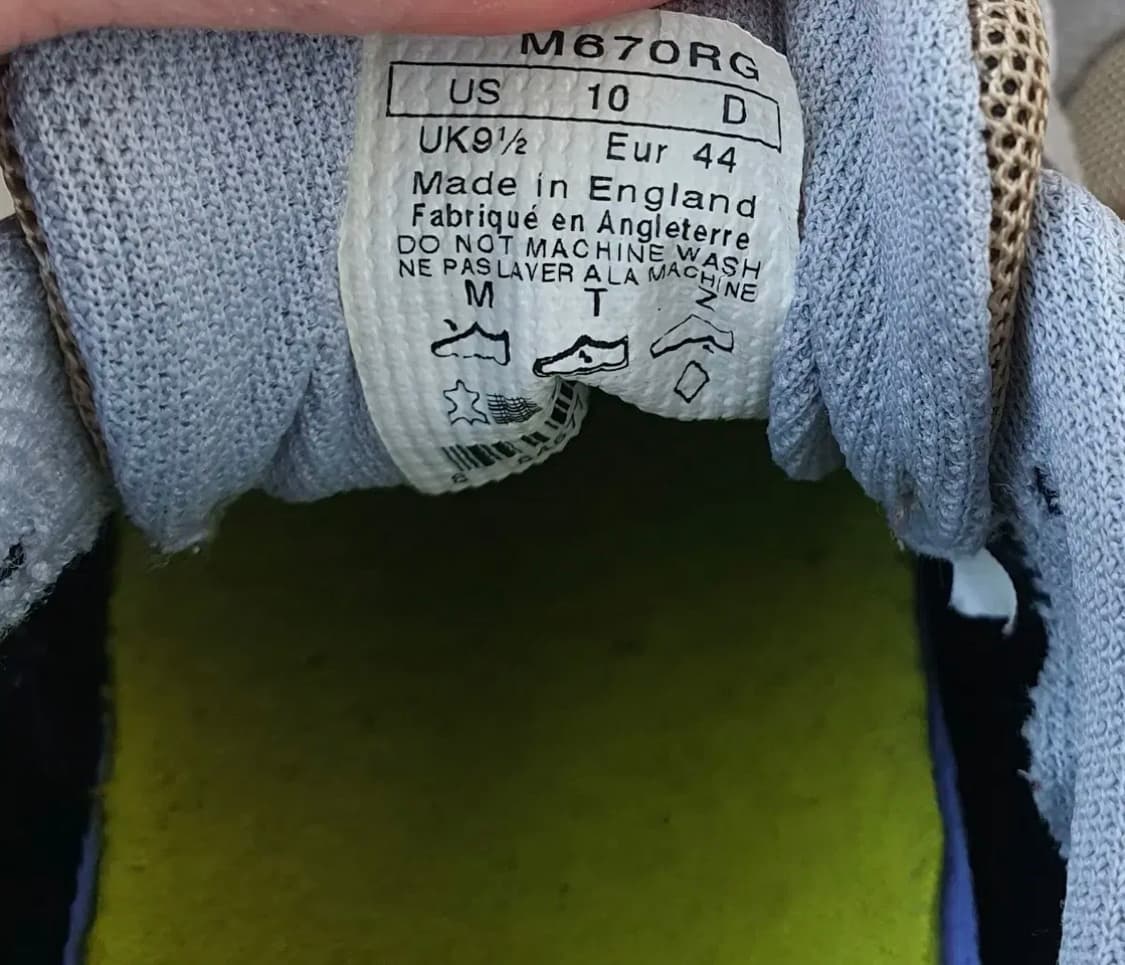 M670RG
US 10 D
UK9½ Eur 44
Made in England
Fabriqué en Angleterre
DO NOT MACHINE WASH
NE PAS LAVER A LA MACHINE
M T Z